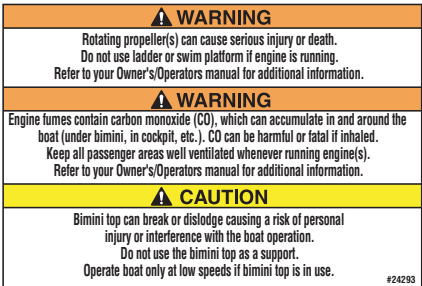 WARNING
Rotating propeller(s) can cause serious injury or death.
Do not use ladder or swim platform if engine is running.
Refer to your Owner's/Operators manual for additional information.
WARNING
Engine fumes contain carbon monoxide (CO), which can accumulate in and around the
boat (under bimini, in cockpit, etc.). CO can be harmful or fatal if inhaled.
Keep all passenger areas well ventilated whenever running engine(s).
Refer to your Owner's/Operators manual for additional information.
CAUTION
Bimini top can break or dislodge causing a risk of personal
injury or interference with the boat operation.
Do not use the bimini top as a support.
Operate boat only at low speeds if bimini top is in use.
#24293